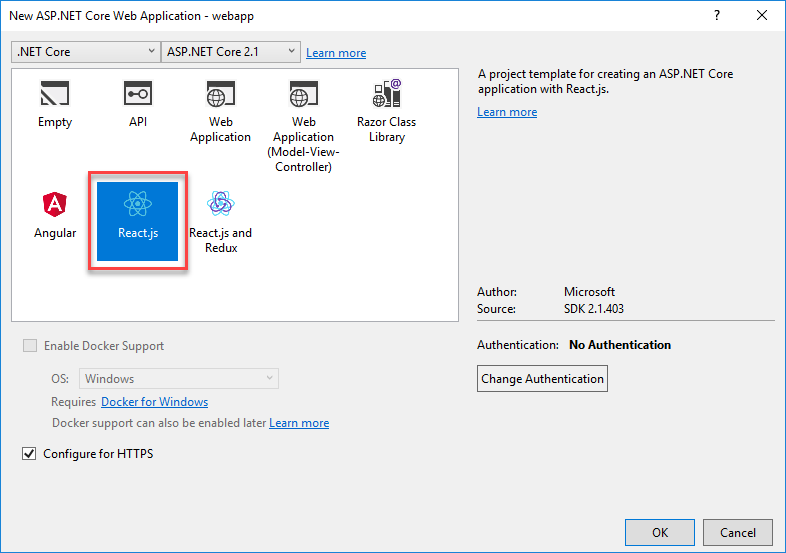 New ASP.NET Core Web Application - webapp
?
.NET Core
ASP.NET Core 2.1
Learn more
Empty
API
Web
Application
Web
Application
(Model-View-
Controller)
Razor Class
Library
Angular
React.js
React.js and
Redux
A project template for creating an ASP.NET Core
application with React.js.
Learn more
Author: Microsoft
Source: SDK 2.1.403
Authentication: No Authentication
Change Authentication
Enable Docker Support
OS: Windows
Requires Docker for Windows
Docker support can also be enabled later Learn more
Configure for HTTPS
OK
Cancel